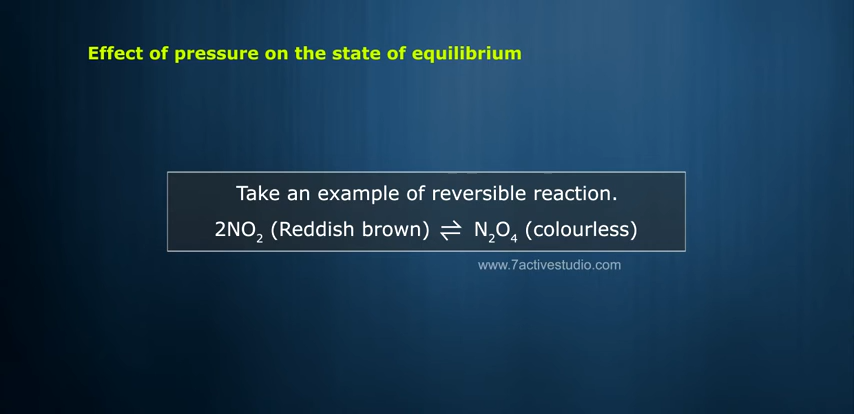 Effect of pressure on the state of equilibrium
Take an example of reversible reaction.
2NO₂ (Reddish brown) ⇌ N₂O₄ (colourless)
www.7activestudio.com